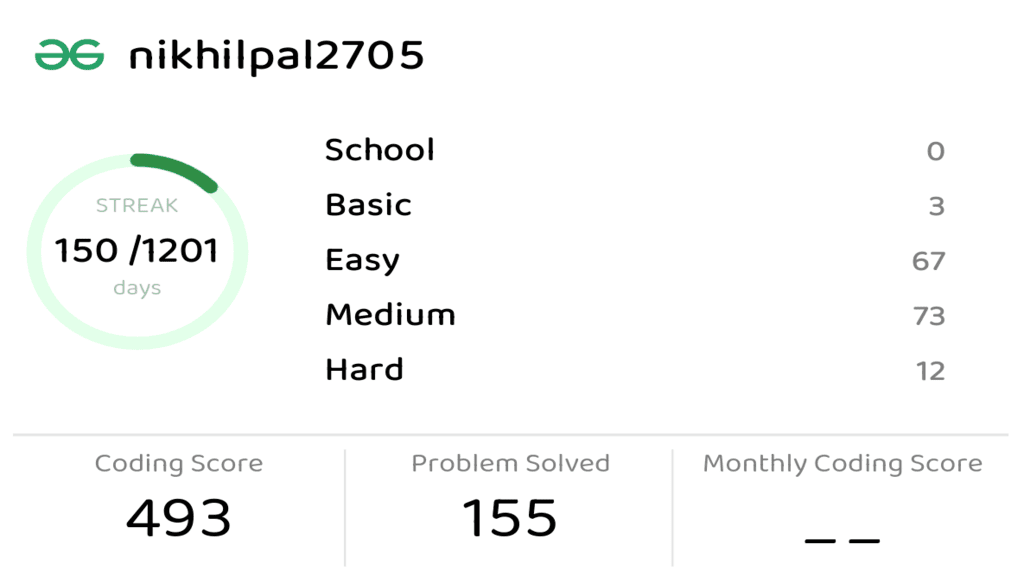 nikhilpal2705
STREAK
150 /1201
days
School 0
Basic 3
Easy 67
Medium 73
Hard 12
Coding Score
493
Problem Solved
155
Monthly Coding Score
_ _